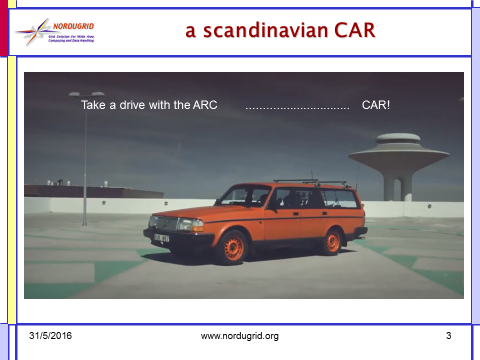 NORDUGRID
Grid Solution for Wide Area
Computing and Data Handling
a scandinavian CAR
Take a drive with the ARC .............................. CAR!
31/5/2016 www.nordugrid.org 3